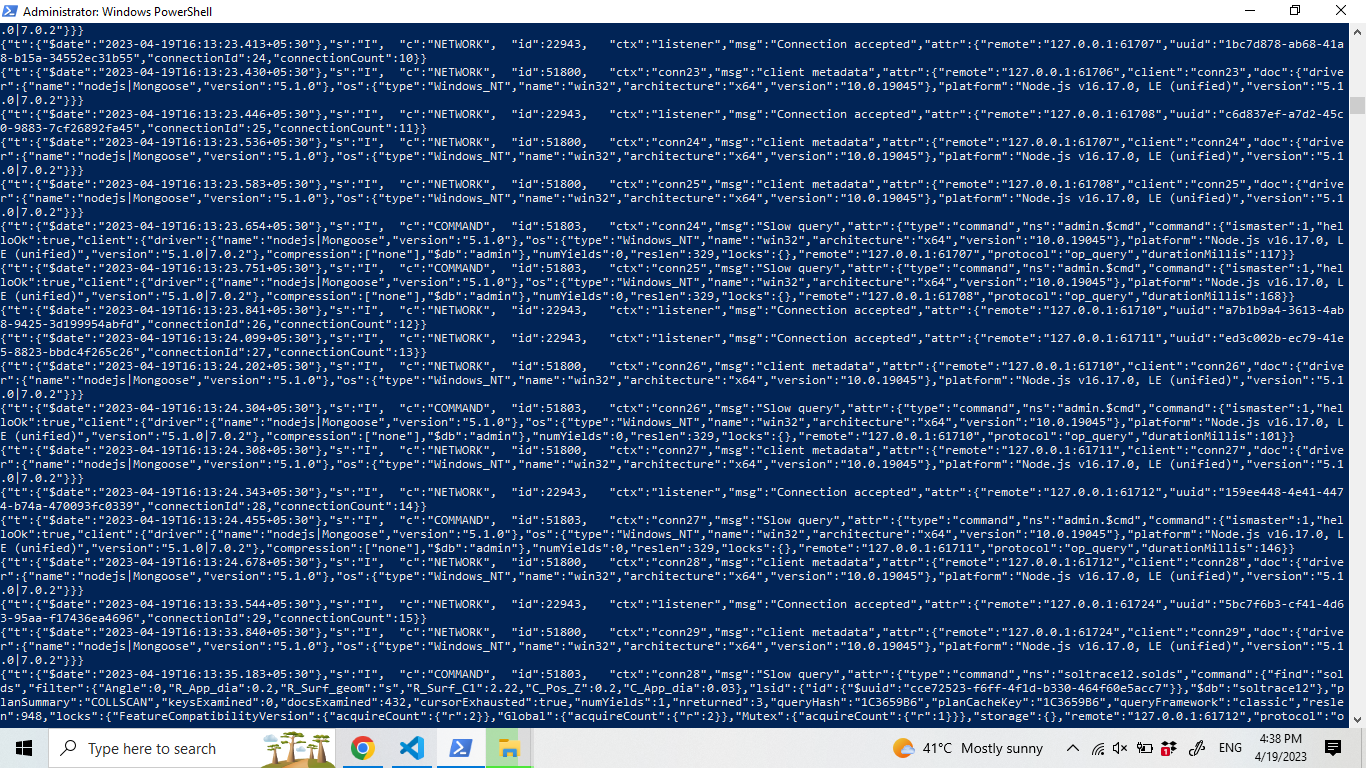 Administrator: Windows PowerShell
.0|7.0.2"}}}
{"t":{"$date":"2023-04-19T16:13:23.413+05:30"},"s":"I",  "c":"NETWORK",  "id":22943,   "ctx":"listener","msg":"Connection accepted","attr":{"remote":"127.0.0.1:61707","uuid":"1bc7d878-ab68-41a
8-b15a-34552ec31b55","connectionId":24,"connectionCount":10}}
{"t":{"$date":"2023-04-19T16:13:23.430+05:30"},"s":"I",  "c":"NETWORK",  "id":51800,   "ctx":"conn23","msg":"client metadata","attr":{"remote":"127.0.0.1:61706","client":"conn23","doc":{"drive
r":{"name":"nodejs|Mongoose","version":"5.1.0"},"os":{"type":"Windows_NT","name":"win32","architecture":"x64","version":"10.0.19045"},"platform":"Node.js v16.17.0, LE (unified)","version":"5.1
.0|7.0.2"}}}
{"t":{"$date":"2023-04-19T16:13:23.446+05:30"},"s":"I",  "c":"NETWORK",  "id":22943,   "ctx":"listener","msg":"Connection accepted","attr":{"remote":"127.0.0.1:61708","uuid":"c6d837ef-a7d2-45c
0-9883-7cf26892fa45","connectionId":25,"connectionCount":11}}
{"t":{"$date":"2023-04-19T16:13:23.536+05:30"},"s":"I",  "c":"NETWORK",  "id":51800,   "ctx":"conn24","msg":"client metadata","attr":{"remote":"127.0.0.1:61707","client":"conn24","doc":{"drive
r":{"name":"nodejs|Mongoose","version":"5.1.0"},"os":{"type":"Windows_NT","name":"win32","architecture":"x64","version":"10.0.19045"},"platform":"Node.js v16.17.0, LE (unified)","version":"5.1
.0|7.0.2"}}}
{"t":{"$date":"2023-04-19T16:13:23.583+05:30"},"s":"I",  "c":"NETWORK",  "id":51800,   "ctx":"conn25","msg":"client metadata","attr":{"remote":"127.0.0.1:61708","client":"conn25","doc":{"drive
r":{"name":"nodejs|Mongoose","version":"5.1.0"},"os":{"type":"Windows_NT","name":"win32","architecture":"x64","version":"10.0.19045"},"platform":"Node.js v16.17.0, LE (unified)","version":"5.1
.0|7.0.2"}}}
{"t":{"$date":"2023-04-19T16:13:23.654+05:30"},"s":"I",  "c":"COMMAND",  "id":51803,   "ctx":"conn24","msg":"Slow query","attr":{"type":"command","ns":"admin.$cmd","command":{"ismaster":1,"hel
loOk":true,"client":{"driver":{"name":"nodejs|Mongoose","version":"5.1.0"},"os":{"type":"Windows_NT","name":"win32","architecture":"x64","version":"10.0.19045"},"platform":"Node.js v16.17.0, L
E (unified)","version":"5.1.0|7.0.2"},"compression":["none"],"$db":"admin"},"numYields":0,"reslen":329,"locks":{},"remote":"127.0.0.1:61707","protocol":"op_query","durationMillis":117}}
{"t":{"$date":"2023-04-19T16:13:23.751+05:30"},"s":"I",  "c":"COMMAND",  "id":51803,   "ctx":"conn25","msg":"Slow query","attr":{"type":"command","ns":"admin.$cmd","command":{"ismaster":1,"hel
loOk":true,"client":{"driver":{"name":"nodejs|Mongoose","version":"5.1.0"},"os":{"type":"Windows_NT","name":"win32","architecture":"x64","version":"10.0.19045"},"platform":"Node.js v16.17.0, L
E (unified)","version":"5.1.0|7.0.2"},"compression":["none"],"$db":"admin"},"numYields":0,"reslen":329,"locks":{},"remote":"127.0.0.1:61708","protocol":"op_query","durationMillis":168}}
{"t":{"$date":"2023-04-19T16:13:23.841+05:30"},"s":"I",  "c":"NETWORK",  "id":22943,   "ctx":"listener","msg":"Connection accepted","attr":{"remote":"127.0.0.1:61710","uuid":"a7b1b9a4-3613-4ab
8-9425-3d199954abfd","connectionId":26,"connectionCount":12}}
{"t":{"$date":"2023-04-19T16:13:24.099+05:30"},"s":"I",  "c":"NETWORK",  "id":22943,   "ctx":"listener","msg":"Connection accepted","attr":{"remote":"127.0.0.1:61711","uuid":"ed3c002b-ec79-41e
5-8823-bbdc4f265c26","connectionId":27,"connectionCount":13}}
{"t":{"$date":"2023-04-19T16:13:24.202+05:30"},"s":"I",  "c":"NETWORK",  "id":51800,   "ctx":"conn26","msg":"client metadata","attr":{"remote":"127.0.0.1:61710","client":"conn26","doc":{"drive
r":{"name":"nodejs|Mongoose","version":"5.1.0"},"os":{"type":"Windows_NT","name":"win32","architecture":"x64","version":"10.0.19045"},"platform":"Node.js v16.17.0, LE (unified)","version":"5.1
.0|7.0.2"}}}
{"t":{"$date":"2023-04-19T16:13:24.304+05:30"},"s":"I",  "c":"COMMAND",  "id":51803,   "ctx":"conn26","msg":"Slow query","attr":{"type":"command","ns":"admin.$cmd","command":{"ismaster":1,"hel
loOk":true,"client":{"driver":{"name":"nodejs|Mongoose","version":"5.1.0"},"os":{"type":"Windows_NT","name":"win32","architecture":"x64","version":"10.0.19045"},"platform":"Node.js v16.17.0, L
E (unified)","version":"5.1.0|7.0.2"},"compression":["none"],"$db":"admin"},"numYields":0,"reslen":329,"locks":{},"remote":"127.0.0.1:61710","protocol":"op_query","durationMillis":101}}
{"t":{"$date":"2023-04-19T16:13:24.308+05:30"},"s":"I",  "c":"NETWORK",  "id":51800,   "ctx":"conn27","msg":"client metadata","attr":{"remote":"127.0.0.1:61711","client":"conn27","doc":{"drive
r":{"name":"nodejs|Mongoose","version":"5.1.0"},"os":{"type":"Windows_NT","name":"win32","architecture":"x64","version":"10.0.19045"},"platform":"Node.js v16.17.0, LE (unified)","version":"5.1
.0|7.0.2"}}}
{"t":{"$date":"2023-04-19T16:13:24.343+05:30"},"s":"I",  "c":"NETWORK",  "id":22943,   "ctx":"listener","msg":"Connection accepted","attr":{"remote":"127.0.0.1:61712","uuid":"159ee448-4e41-447
4-b74a-470093fc0339","connectionId":28,"connectionCount":14}}
{"t":{"$date":"2023-04-19T16:13:24.455+05:30"},"s":"I",  "c":"COMMAND",  "id":51803,   "ctx":"conn27","msg":"Slow query","attr":{"type":"command","ns":"admin.$cmd","command":{"ismaster":1,"hel
loOk":true,"client":{"driver":{"name":"nodejs|Mongoose","version":"5.1.0"},"os":{"type":"Windows_NT","name":"win32","architecture":"x64","version":"10.0.19045"},"platform":"Node.js v16.17.0, L
E (unified)","version":"5.1.0|7.0.2"},"compression":["none"],"$db":"admin"},"numYields":0,"reslen":329,"locks":{},"remote":"127.0.0.1:61711","protocol":"op_query","durationMillis":146}}
{"t":{"$date":"2023-04-19T16:13:24.678+05:30"},"s":"I",  "c":"NETWORK",  "id":51800,   "ctx":"conn28","msg":"client metadata","attr":{"remote":"127.0.0.1:61712","client":"conn28","doc":{"drive
r":{"name":"nodejs|Mongoose","version":"5.1.0"},"os":{"type":"Windows_NT","name":"win32","architecture":"x64","version":"10.0.19045"},"platform":"Node.js v16.17.0, LE (unified)","version":"5.1
.0|7.0.2"}}}
{"t":{"$date":"2023-04-19T16:13:33.544+05:30"},"s":"I",  "c":"NETWORK",  "id":22943,   "ctx":"listener","msg":"Connection accepted","attr":{"remote":"127.0.0.1:61724","uuid":"5bc7f6b3-cf41-4d6
3-95aa-f17436ea4696","connectionId":29,"connectionCount":15}}
{"t":{"$date":"2023-04-19T16:13:33.840+05:30"},"s":"I",  "c":"NETWORK",  "id":51800,   "ctx":"conn29","msg":"client metadata","attr":{"remote":"127.0.0.1:61724","client":"conn29","doc":{"drive
r":{"name":"nodejs|Mongoose","version":"5.1.0"},"os":{"type":"Windows_NT","name":"win32","architecture":"x64","version":"10.0.19045"},"platform":"Node.js v16.17.0, LE (unified)","version":"5.1
.0|7.0.2"}}}
{"t":{"$date":"2023-04-19T16:13:35.183+05:30"},"s":"I",  "c":"COMMAND",  "id":51803,   "ctx":"conn28","msg":"Slow query","attr":{"type":"command","ns":"soltrace12.solds","command":{"find":"sol
ds","filter":{"Angle":0,"R_App_dia":0.2,"R_Surf_geom":"s","R_Surf_C1":2.22,"C_Pos_Z":0.2,"C_App_dia":0.03},"lsid":{"id":{"$uuid":"cce72523-f6ff-4f1d-b330-464f60e5acc7"}},"$db":"soltrace12"},"p
lanSummary":"COLLSCAN","keysExamined":0,"docsExamined":432,"cursorExhausted":true,"numYields":1,"nreturned":3,"queryHash":"1C3659B6","planCacheKey":"1C3659B6","queryFramework":"classic","resle
n":948,"locks":{"FeatureCompatibilityVersion":{"acquireCount":{"r":2}},"Global":{"acquireCount":{"r":2}},"Mutex":{"acquireCount":{"r":1}}},"storage":{},"remote":"127.0.0.1:61712","protocol":"o
Type here to search
41°C Mostly sunny
ENG
4:38 PM
4/19/2023
1